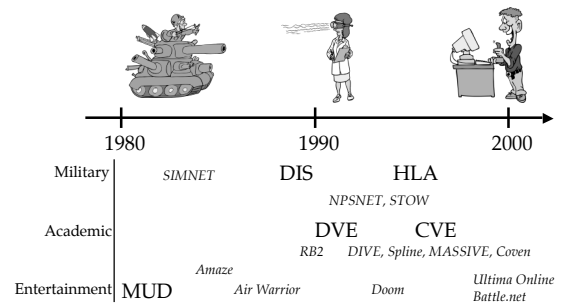 1980 1990 2000
Military SIMNET DIS HLA
NPSNET, STOW
Academic DVE CVE
RB2 DIVE, Spline, MASSIVE, Coven
Amaze
Entertainment MUD Air Warrior Doom Ultima Online
Battle.net